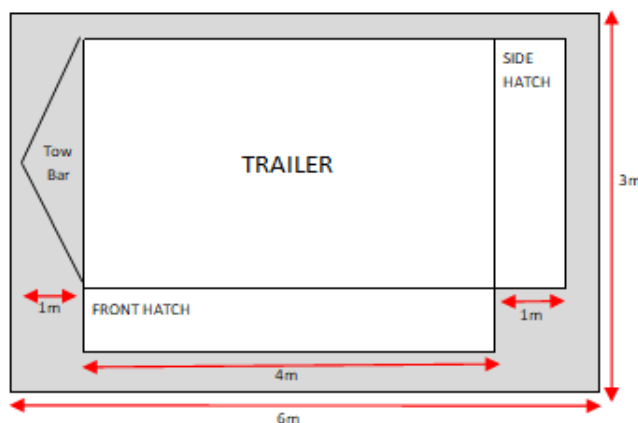 SIDE
HATCH
Tow
Bar
TRAILER
3m
1m
FRONT HATCH
1m
4m
6m